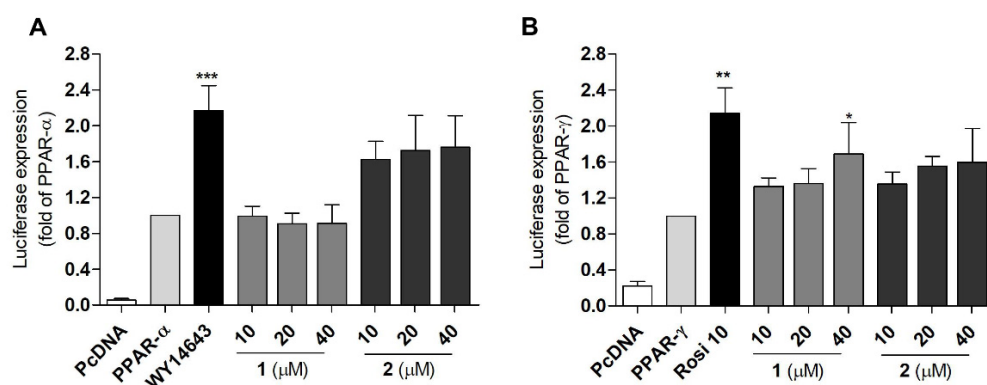 A
Luciferase expression
(fold of PPAR-α)
2.8
2.4
2.0
1.6
1.2
0.8
0.4
0.0
***
PcDNA
PPAR-α
WY14643
10
20
40
10
20
40
1 (μM)
2 (μM)
B
Luciferase expression
(fold of PPAR-γ)
2.8
2.4
2.0
1.6
1.2
0.8
0.4
0.0
**
*
PcDNA
PPAR-γ
Rosi 10
10
20
40
10
20
40
1 (μM)
2 (μM)